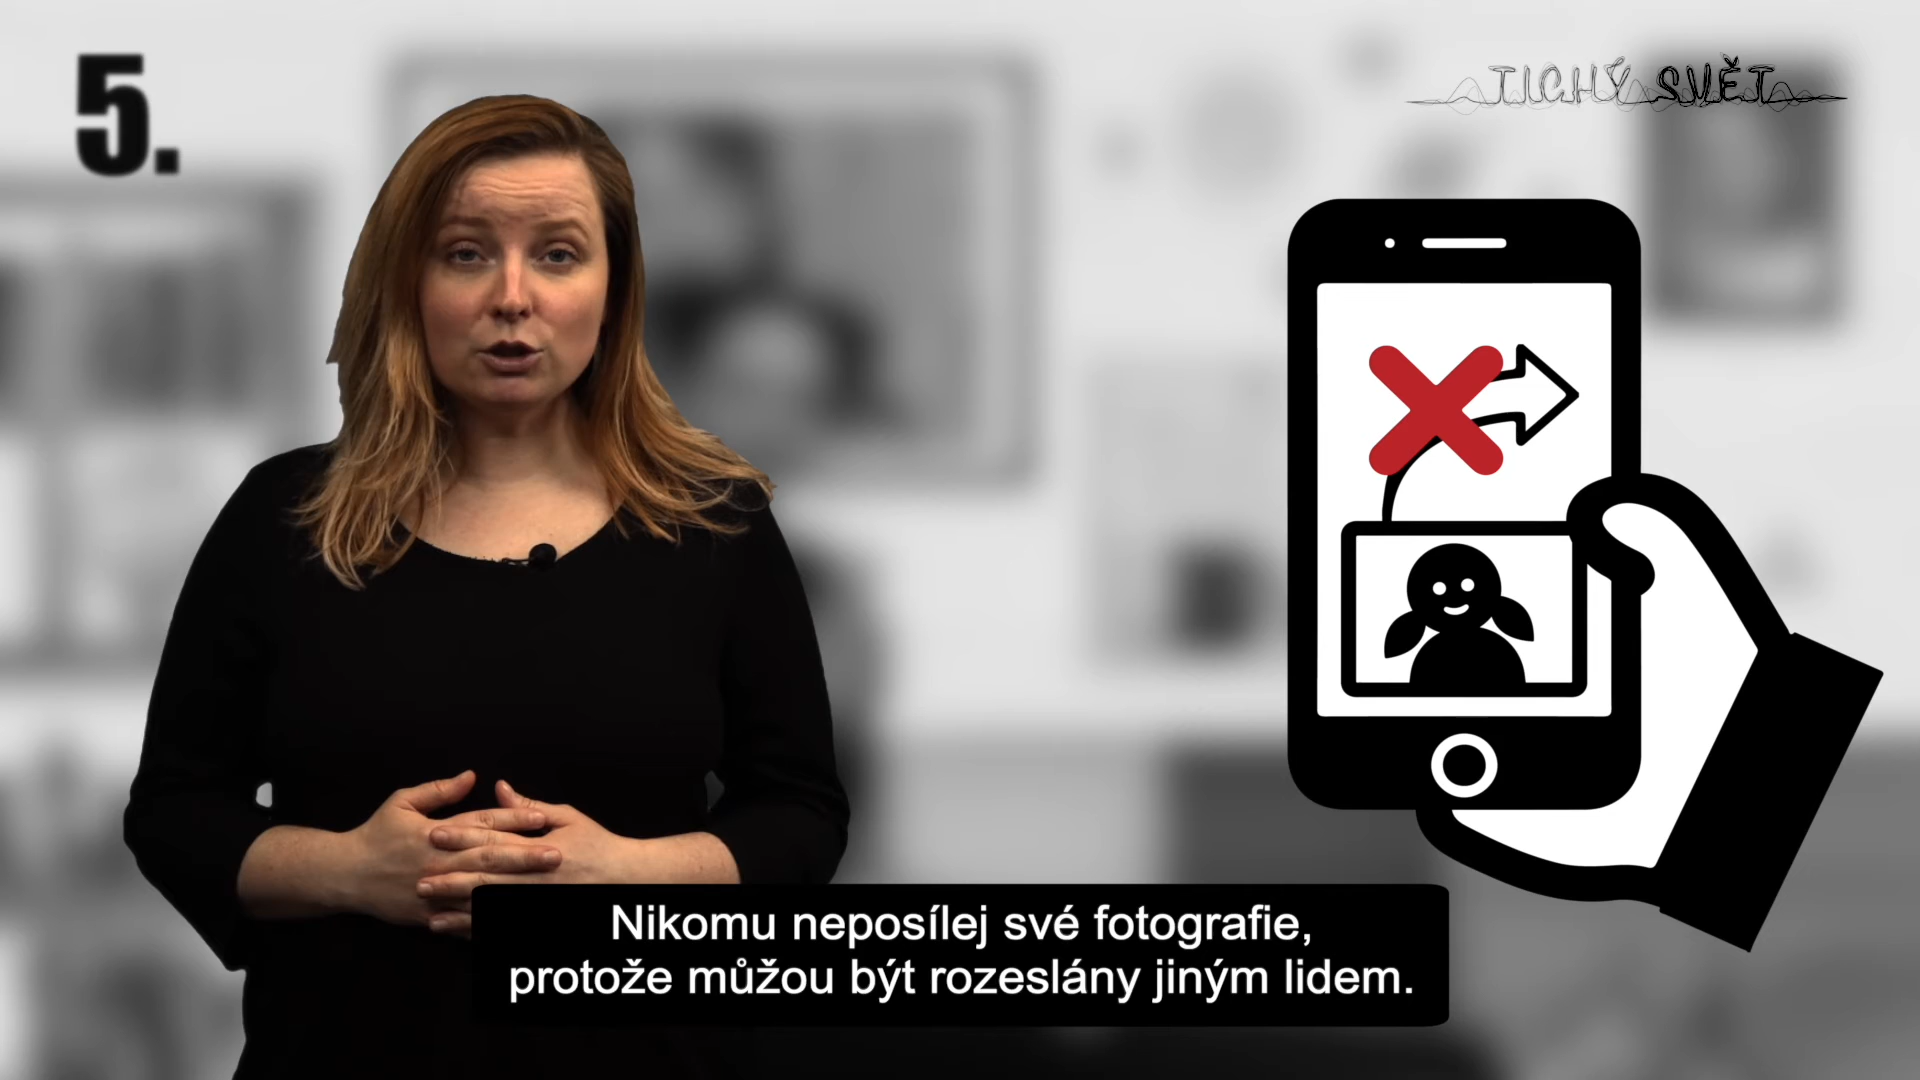 5.
TICHÝ SVĚT
Nikomu neposílej své fotografie,
protože můžou být rozeslány jiným lidem.